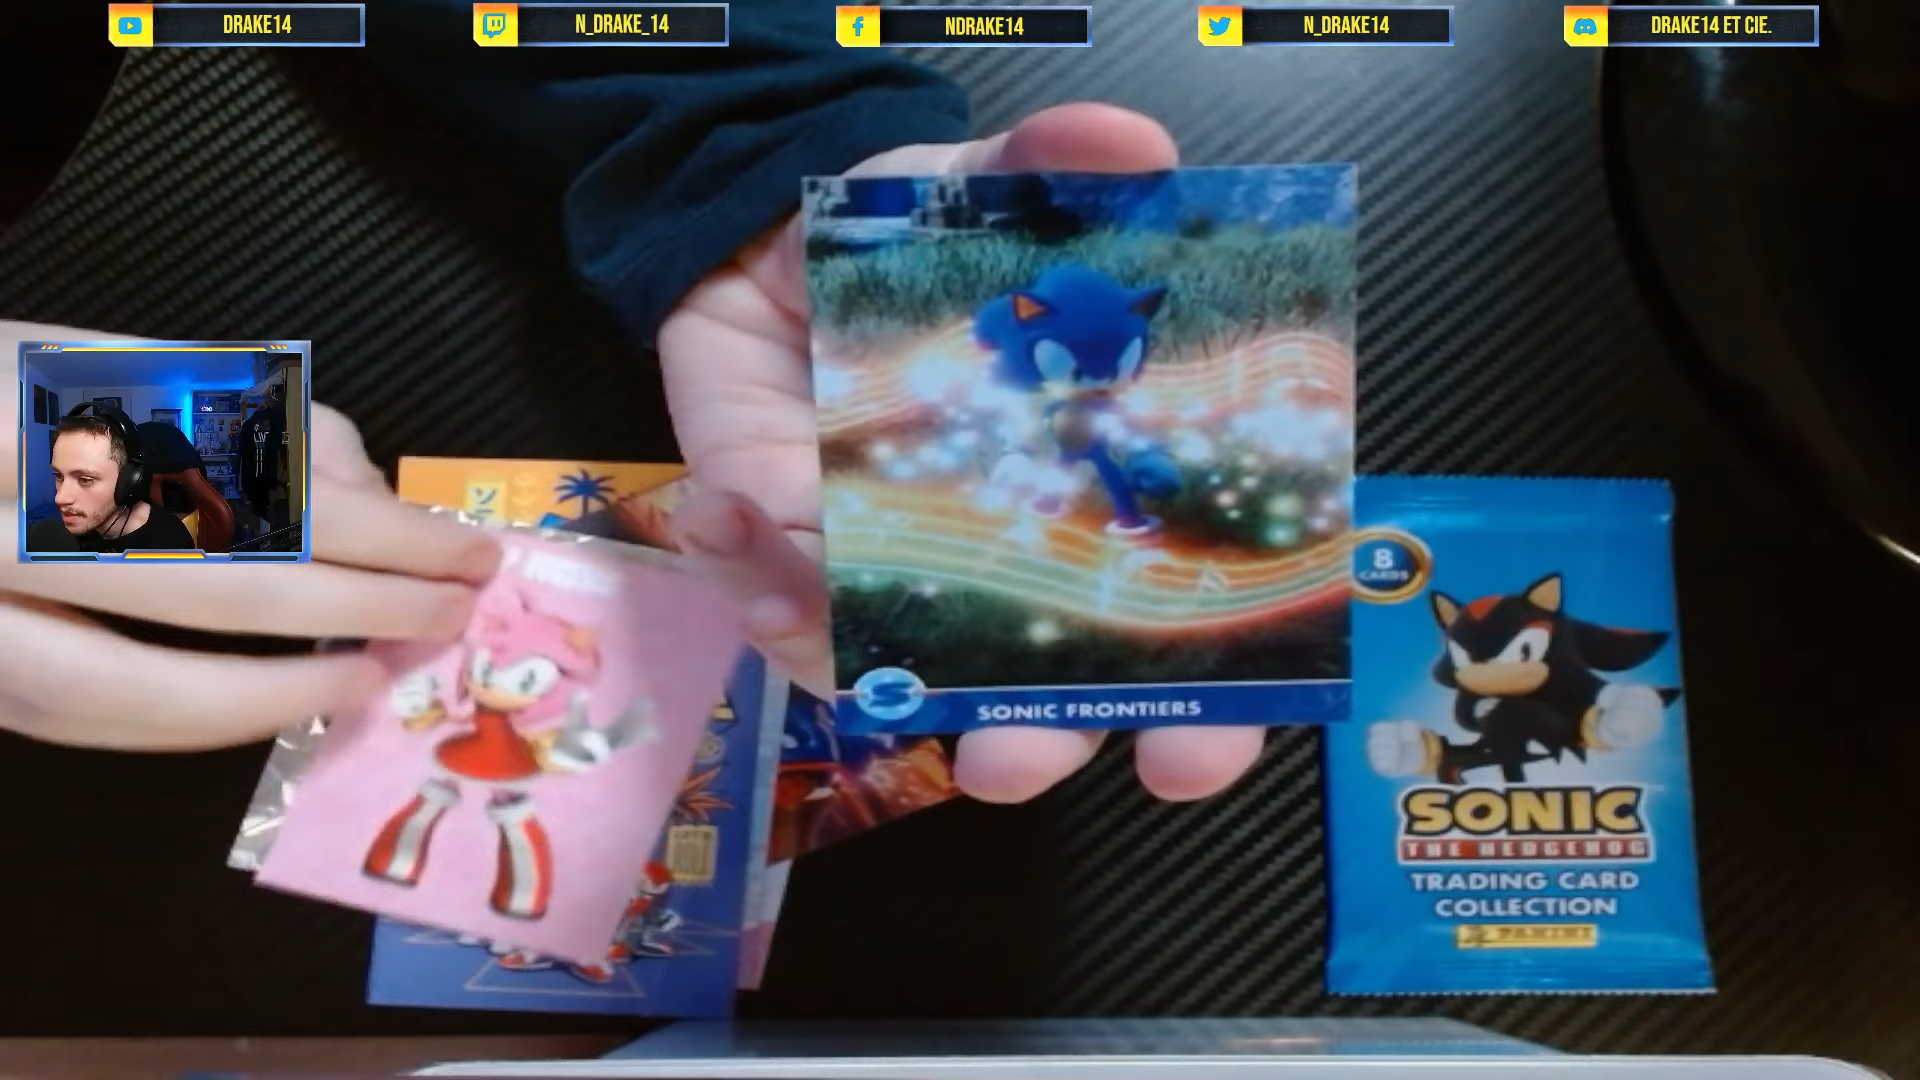 DRAKE14
N_DRAKE_14
NDRAKE14
N_DRAKE14
DRAKE14 ET CIE.
SONIC FRONTIERS
8
CARDS
SONIC
THE HEDGEHOG
TRADING CARD
COLLECTION
PANINI